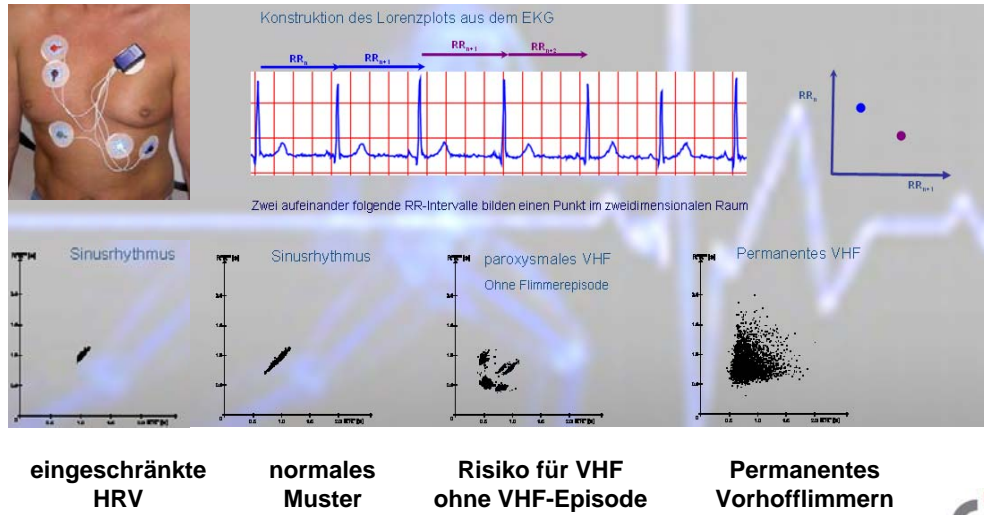 Konstruktion des Lorenzplots aus dem EKG
RRn RRn+1 RRn+1 RRn+2
RRn
RRn+1
Zwei aufeinander folgende RR-Intervalle bilden einen Punkt im zweidimensionalen Raum
Sinusrhythmus
Sinusrhythmus
paroxysmales VHF
Ohne Flimmerepisode
Permanentes VHF
eingeschränkte
HRV
normales
Muster
Risiko für VHF
ohne VHF-Episode
Permanentes
Vorhofflimmern